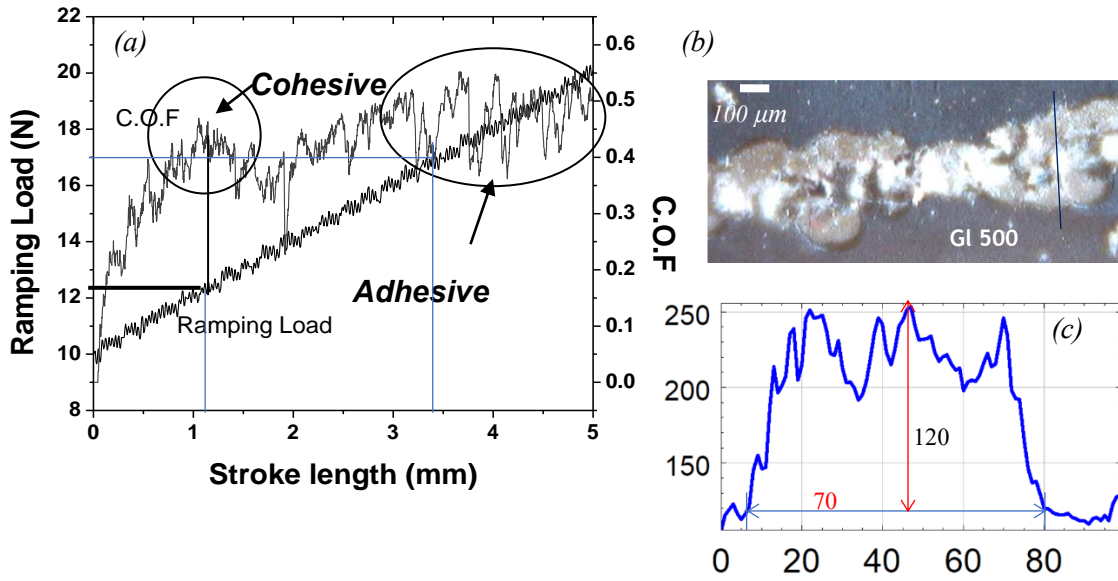 (a)
22
20
18
16
14
12
10
8
Ramping Load (N)
C.O.F
Cohesive
Adhesive
Ramping Load
0.6
0.5
0.4
0.3
0.2
0.1
0.0
C.O.F
0 1 2 3 4 5
Stroke length (mm)
(b)
100 µm
Gl 500
(c)
250
200
150
120
70
0 20 40 60 80